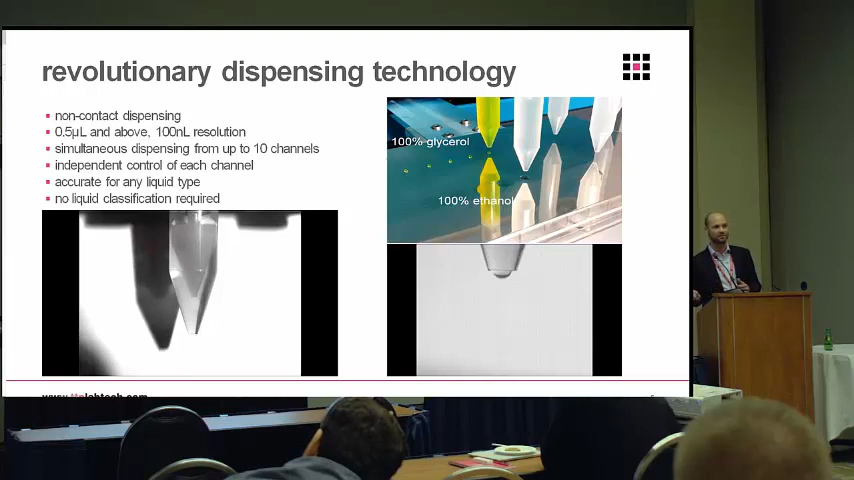 revolutionary dispensing technology
non-contact dispensing
0.5µL and above, 100nL resolution
simultaneous dispensing from up to 10 channels
independent control of each channel
accurate for any liquid type
no liquid classification required
100% glycerol
100% ethanol
www.ttplabtech.com